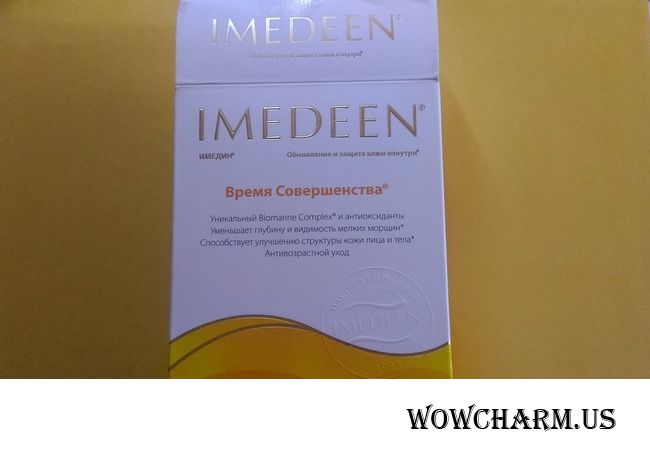 IMEDEEN®
IMEDEEN®
ИМЕДИН® Обновление и защита кожи изнутри*
Время Совершенства®
Уникальный Biomarine Complex® и антиоксиданты
Уменьшает глубину и видимость мелких морщин*
Способствует улучшению структуры кожи лица и тела*
Антивозрастной уход
IMEDEEN
WOWCHARM.US